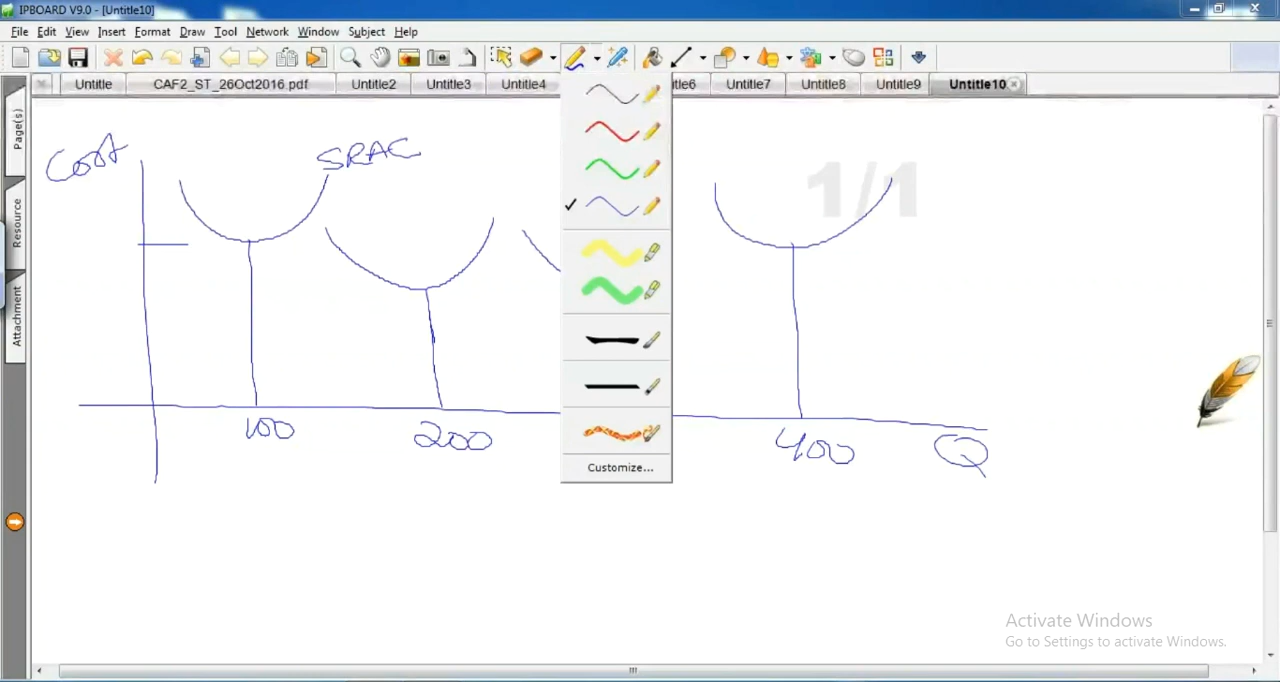 IPBOARD V9.0 - [Untitle10]
File Edit View Insert Format Draw Tool Network Window Subject Help
Untitle CAF2_ST_26Oct2016.pdf Untitle2 Untitle3 Untitle4 itle6 Untitle7 Untitle8 Untitle9 Untitle10
Page(s)
Resource
Attachment
Cost
SRAC
1/1
100
200
400
Q
Customize...
Activate Windows
Go to Settings to activate Windows.